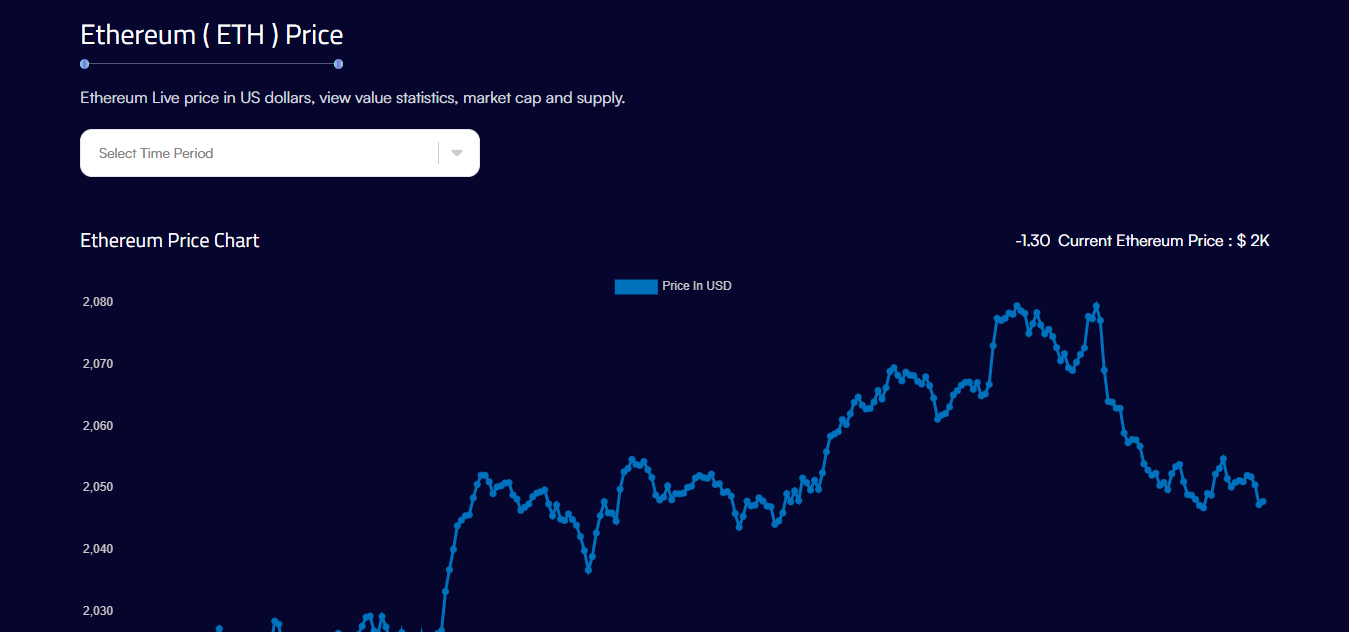 Ethereum ( ETH ) Price
Ethereum Live price in US dollars, view value statistics, market cap and supply.
Select Time Period
Ethereum Price Chart
-1.30 Current Ethereum Price : $ 2K
Price In USD
2,080
2,070
2,060
2,050
2,040
2,030